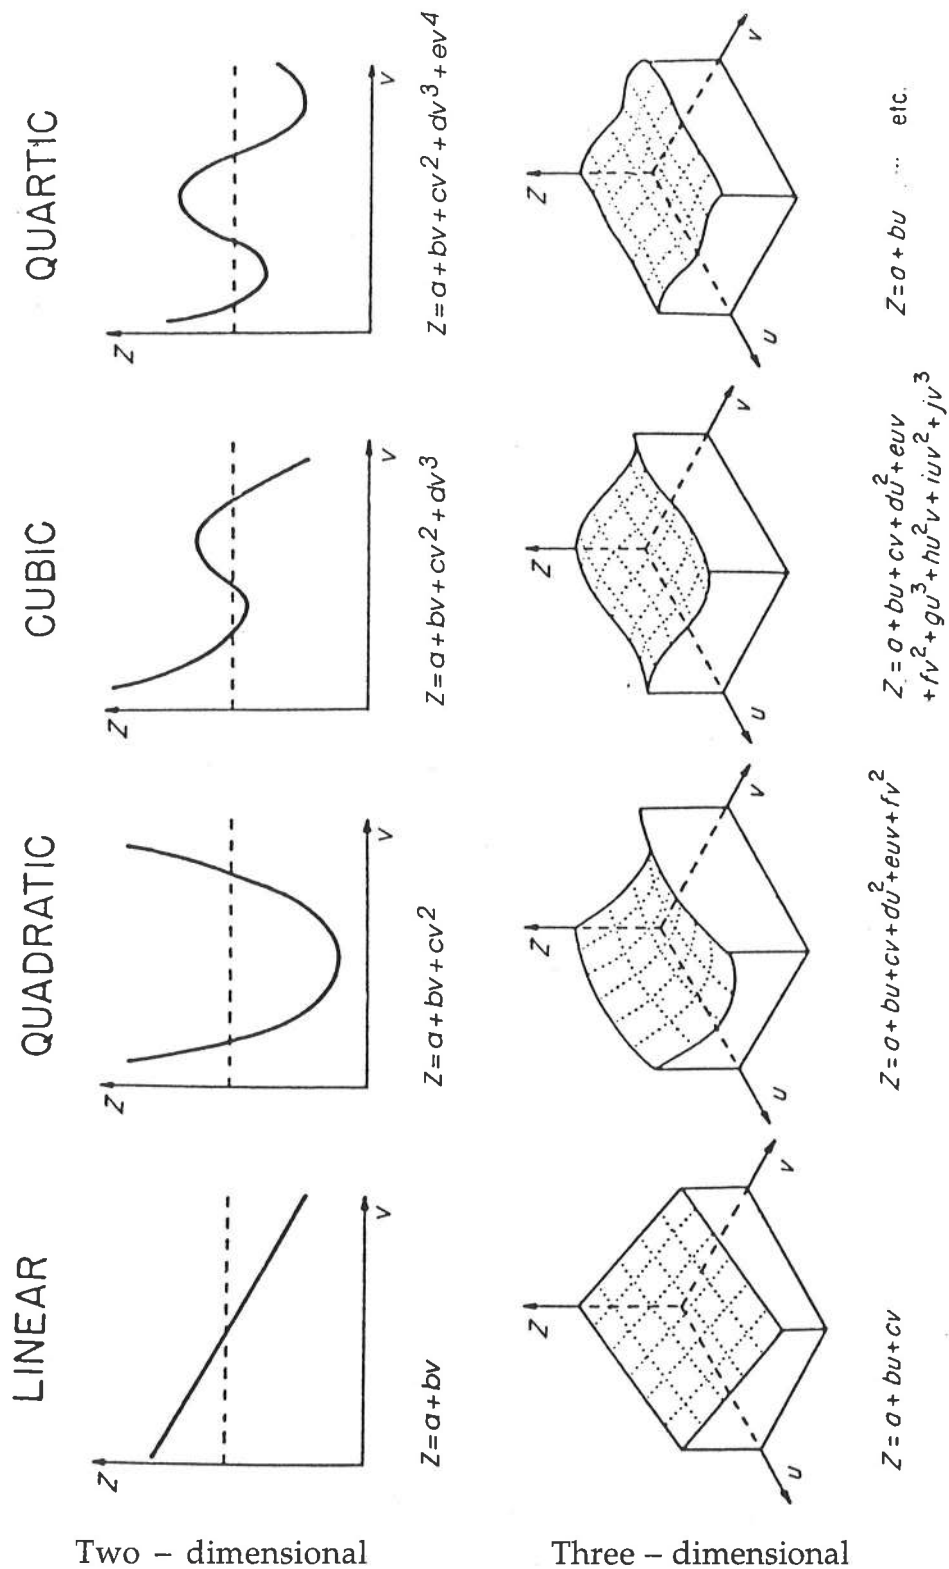 LINEAR QUADRATIC CUBIC QUARTIC
Z Z Z Z
v v v v
Z=a+bv Z=a+bv+cv² Z=a+bv+cv²+dv³ Z=a+bv+cv²+dv³+ev⁴
Two – dimensional
Z Z Z Z
u v u v u v u v
Z=a+bu+cv
Z=a+bu+cv+du²+euv+fv²
Z=a+bu+cv+du²+euv
+fv²+gu³+hu²v+iuv²+jv³
Z=a+bu ... etc.
Three – dimensional